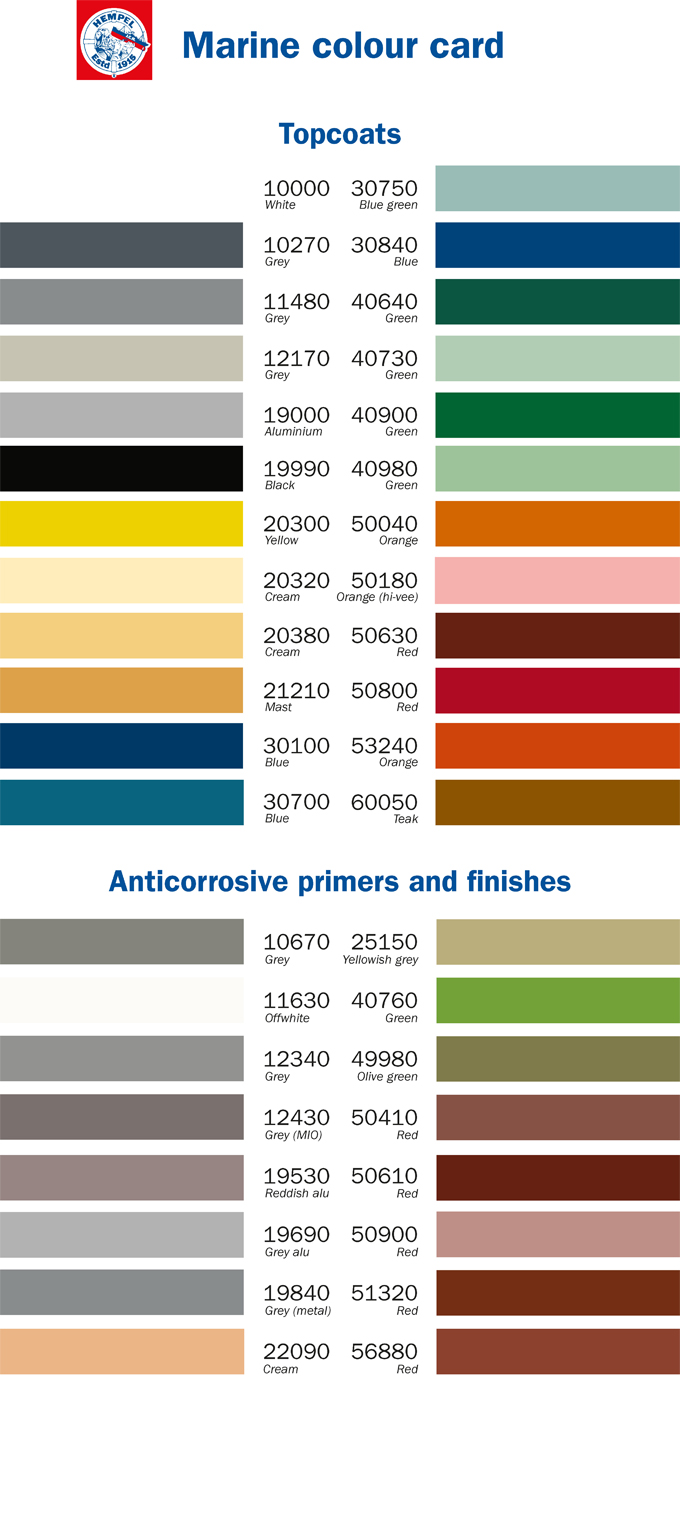 HEMPEL
Estd 1915
Marine colour card
Topcoats
10000 30750
White Blue green
10270 30840
Grey Blue
11480 40640
Grey Green
12170 40730
Grey Green
19000 40900
Aluminium Green
19990 40980
Black Green
20300 50040
Yellow Orange
20320 50180
Cream Orange (hi-vee)
20380 50630
Cream Red
21210 50800
Mast Red
30100 53240
Blue Orange
30700 60050
Blue Teak
Anticorrosive primers and finishes
10670 25150
Grey Yellowish grey
11630 40760
Offwhite Green
12340 49980
Grey Olive green
12430 50410
Grey (MIO) Red
19530 50610
Reddish alu Red
19690 50900
Grey alu Red
19840 51320
Grey (metal) Red
22090 56880
Cream Red